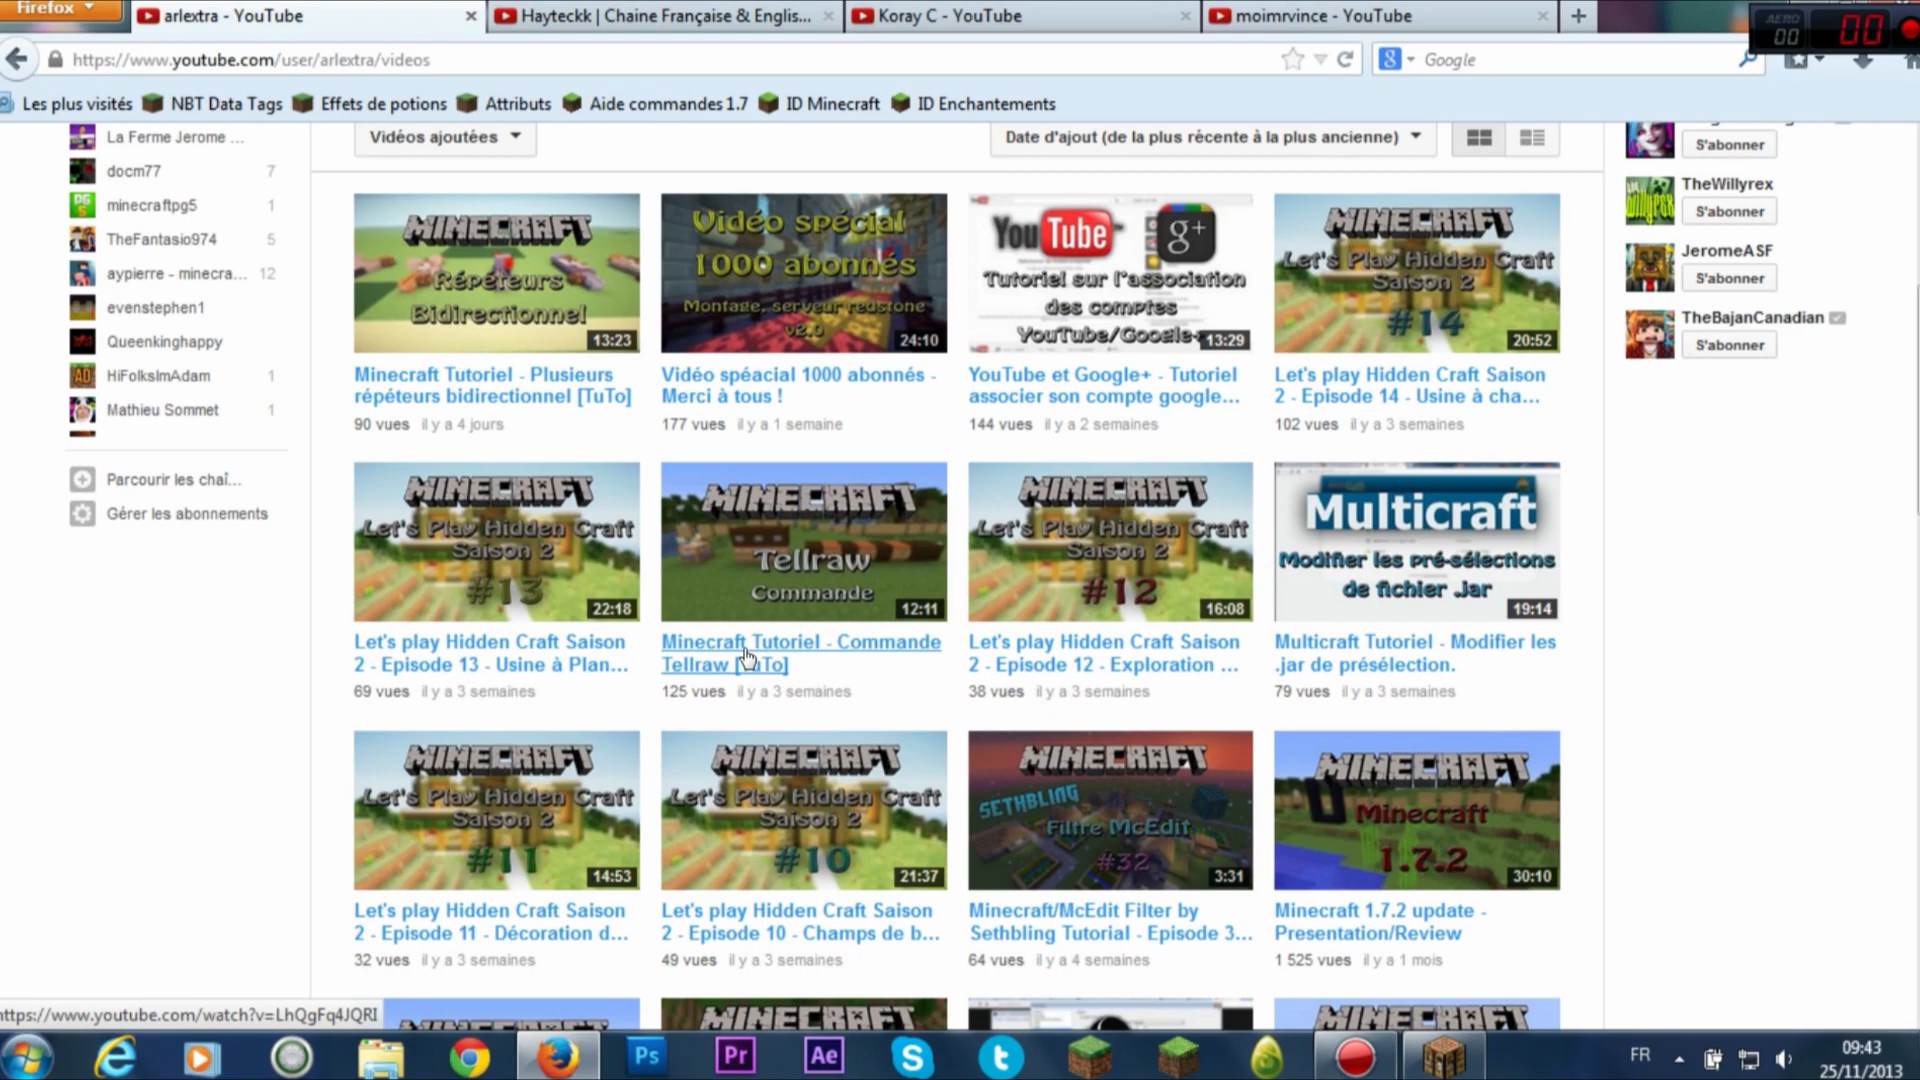 Firefox
arlextra - YouTube
Hayteckk | Chaine Française & Englis...
Koray C - YouTube
moimrvince - YouTube
AERO
00
00
https://www.youtube.com/user/arlextra/videos
Google
Les plus visités
NBT Data Tags
Effets de potions
Attributs
Aide commandes 1.7
ID Minecraft
ID Enchantements
La Ferme Jerome ...
docm77 7
minecraftpg5 1
TheFantasio974 5
aypierre - minecra... 12
evenstephen1
Queenkinghappy
HiFolksImAdam 1
Mathieu Sommet 1
Parcourir les chaî...
Gérer les abonnements
Vidéos ajoutées
Date d'ajout (de la plus récente à la plus ancienne)
MINECRAFT
Répéteurs
Bidirectionnel
13:23
Minecraft Tutoriel - Plusieurs
répéteurs bidirectionnel [TuTo]
90 vues il y a 4 jours
Vidéo spécial
1000 abonnés
Montage, serveur redstone
v2.0
24:10
Vidéo spéacial 1000 abonnés -
Merci à tous !
177 vues il y a 1 semaine
YouTube
g+
Tutoriel sur l'association
des comptes
YouTube/Google+
13:29
YouTube et Google+ - Tutoriel
associer son compte google...
144 vues il y a 2 semaines
MINECRAFT
Let's Play Hidden Craft
Saison 2
#14
20:52
Let's play Hidden Craft Saison
2 - Episode 14 - Usine à cha...
102 vues il y a 3 semaines
MINECRAFT
Let's Play Hidden Craft
Saison 2
#13
22:18
Let's play Hidden Craft Saison
2 - Episode 13 - Usine à Plan...
69 vues il y a 3 semaines
MINECRAFT
Tellraw
Commande
12:11
Minecraft Tutoriel - Commande
Tellraw [TuTo]
125 vues il y a 3 semaines
MINECRAFT
Let's Play Hidden Craft
Saison 2
#12
16:08
Let's play Hidden Craft Saison
2 - Episode 12 - Exploration ...
38 vues il y a 3 semaines
Multicraft
Modifier les pré-sélections
de fichier .jar
19:14
Multicraft Tutoriel - Modifier les
.jar de présélection.
79 vues il y a 3 semaines
MINECRAFT
Let's Play Hidden Craft
Saison 2
#11
14:53
Let's play Hidden Craft Saison
2 - Episode 11 - Décoration d...
32 vues il y a 3 semaines
MINECRAFT
Let's Play Hidden Craft
Saison 2
#10
21:37
Let's play Hidden Craft Saison
2 - Episode 10 - Champs de b...
49 vues il y a 3 semaines
MINECRAFT
SETHBLING
Filtre McEdit
#32
3:31
Minecraft/McEdit Filter by
Sethbling Tutorial - Episode 3...
64 vues il y a 4 semaines
MINECRAFT
Minecraft
1.7.2
30:10
Minecraft 1.7.2 update -
Presentation/Review
1 525 vues il y a 1 mois
MINECRAFT
MINECRAFT
MINECRAFT
S'abonner
TheWillyrex
S'abonner
JeromeASF
S'abonner
TheBajanCanadian
S'abonner
https://www.youtube.com/watch?v=LhQgFq4JQRI
Ps
Pr
Ae
FR
09:43
25/11/2013